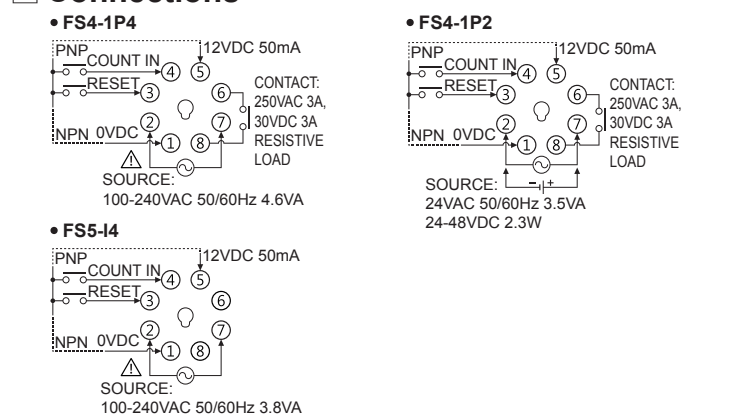 Connections
• FS4-1P4
PNP
12VDC 50mA
COUNT IN
④ ⑤
RESET
③ ⑥
CONTACT:
250VAC 3A,
30VDC 3A
RESISTIVE
LOAD
② ⑦
NPN 0VDC
① ⑧
SOURCE:
100-240VAC 50/60Hz 4.6VA
• FS4-1P2
PNP
12VDC 50mA
COUNT IN
④ ⑤
RESET
③ ⑥
CONTACT:
250VAC 3A,
30VDC 3A
RESISTIVE
LOAD
② ⑦
NPN 0VDC
① ⑧
SOURCE:
− +
24VAC 50/60Hz 3.5VA
24-48VDC 2.3W
• FS5-I4
PNP
12VDC 50mA
COUNT IN
④ ⑤
RESET
③ ⑥
② ⑦
NPN 0VDC
① ⑧
SOURCE:
100-240VAC 50/60Hz 3.8VA